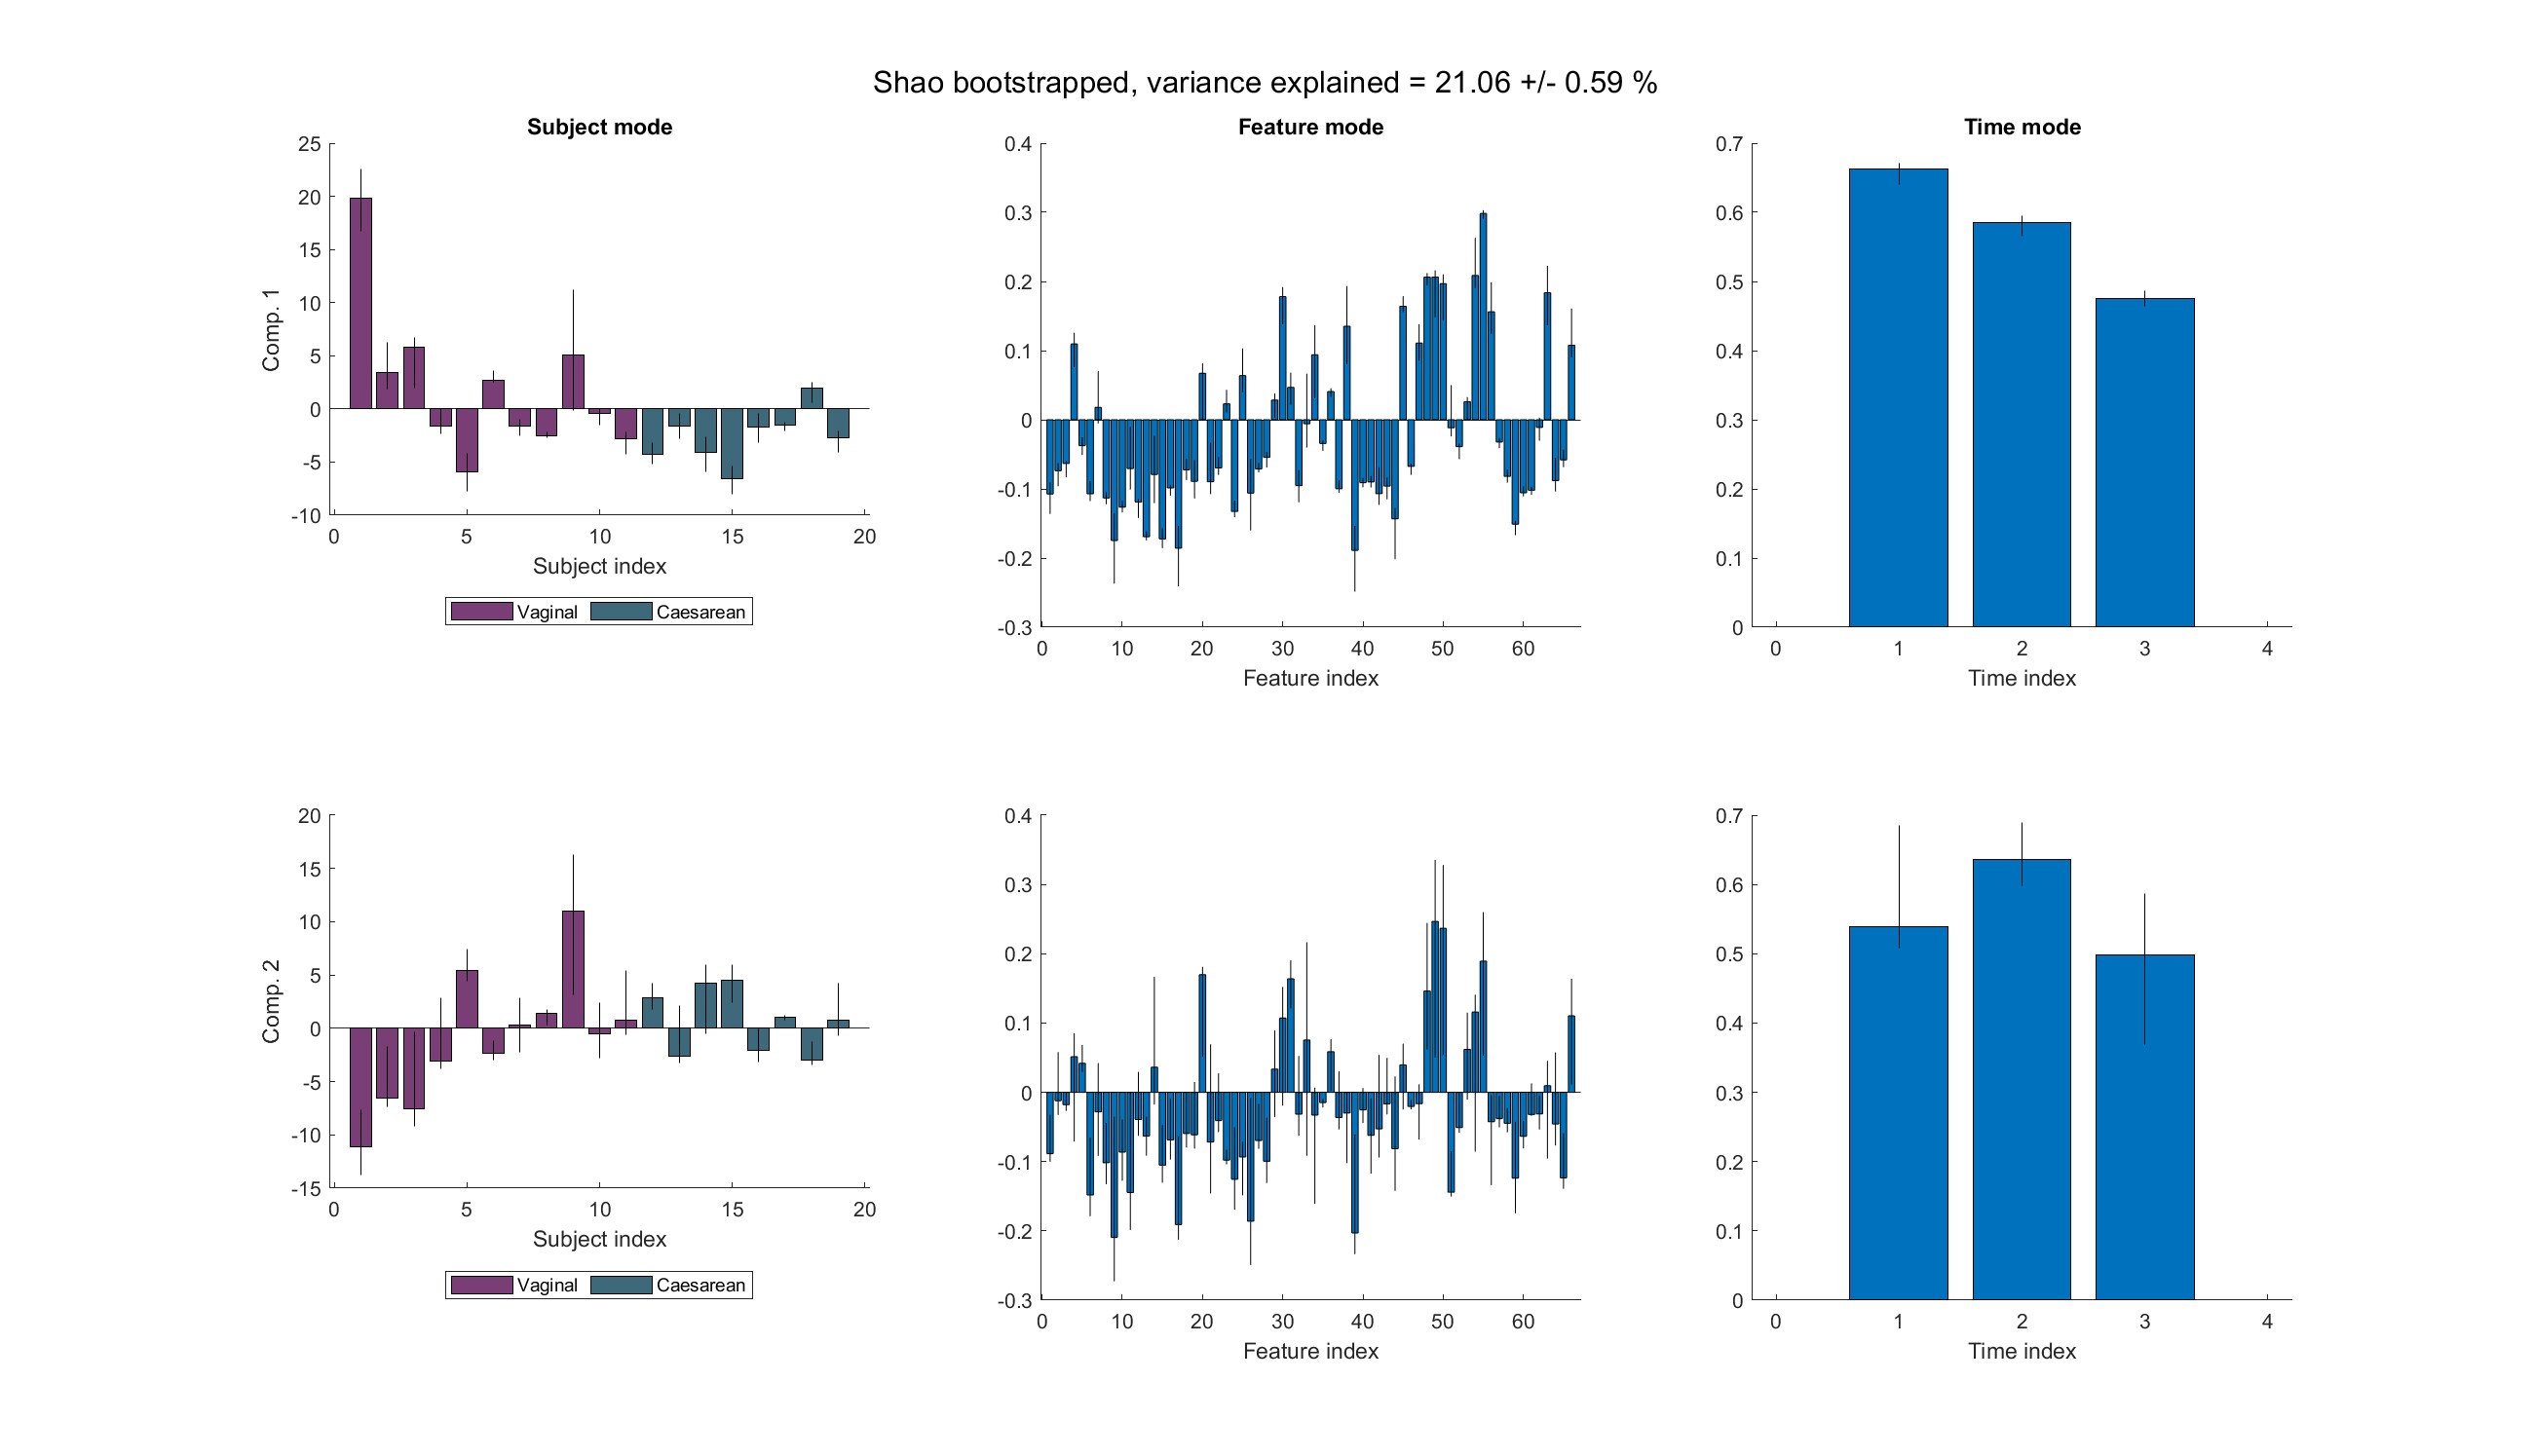 Shao bootstrapped, variance explained = 21.06 +/- 0.59 %
Subject mode
Comp. 1
25
20
15
10
5
0
-5
-10
0 5 10 15 20
Subject index
Vaginal Caesarean
Feature mode
0.4
0.3
0.2
0.1
0
-0.1
-0.2
-0.3
0 10 20 30 40 50 60
Feature index
Time mode
0.7
0.6
0.5
0.4
0.3
0.2
0.1
0
0 1 2 3 4
Time index
Comp. 2
20
15
10
5
0
-5
-10
-15
0 5 10 15 20
Subject index
Vaginal Caesarean
0.4
0.3
0.2
0.1
0
-0.1
-0.2
-0.3
0 10 20 30 40 50 60
Feature index
0.7
0.6
0.5
0.4
0.3
0.2
0.1
0
0 1 2 3 4
Time index